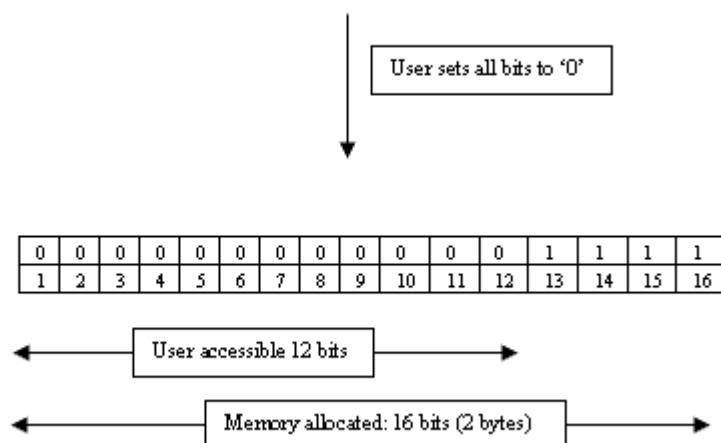 User sets all bits to ‘0’
0 0 0 0 0 0 0 0 0 0 0 0 1 1 1 1
1 2 3 4 5 6 7 8 9 10 11 12 13 14 15 16
User accessible 12 bits
Memory allocated: 16 bits (2 bytes)